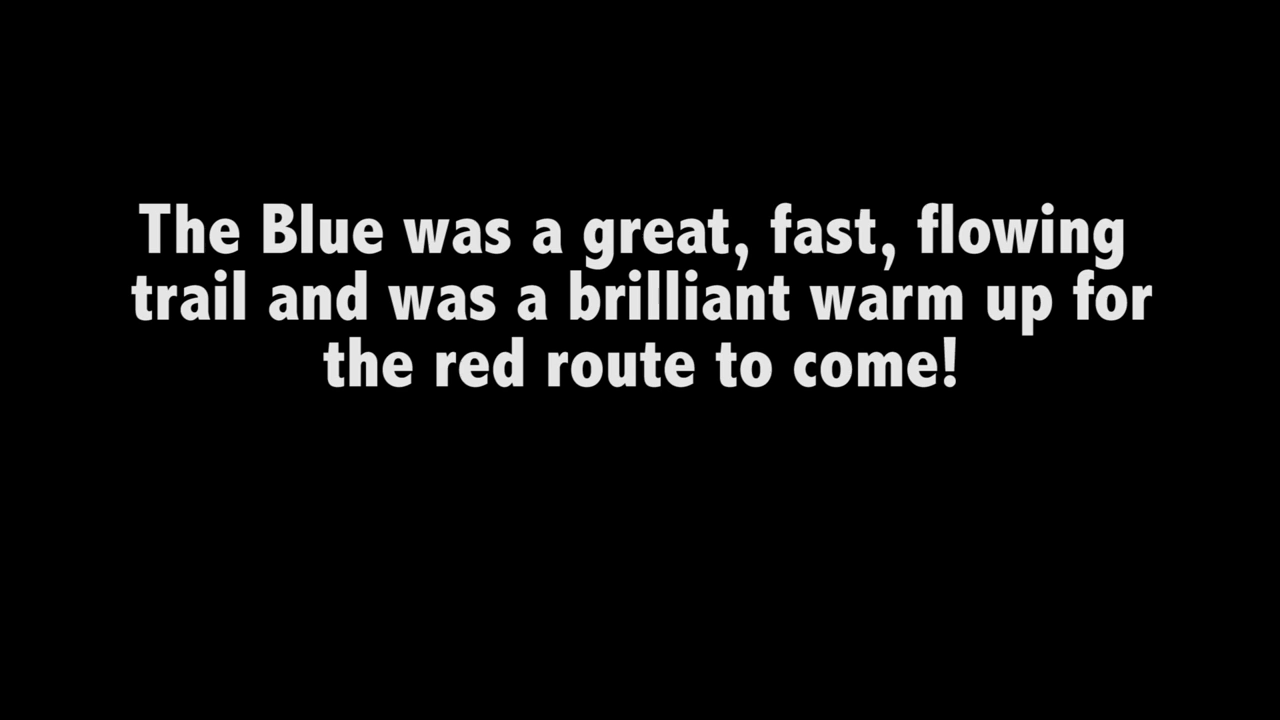 The Blue was a great, fast, flowing
trail and was a brilliant warm up for
the red route to come!